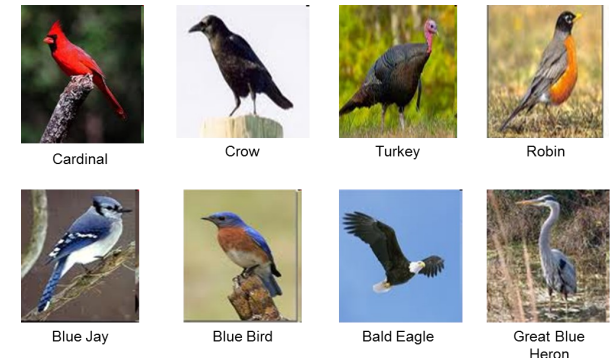 Cardinal
Crow
Turkey
Robin
Blue Jay
Blue Bird
Bald Eagle
Great Blue
Heron